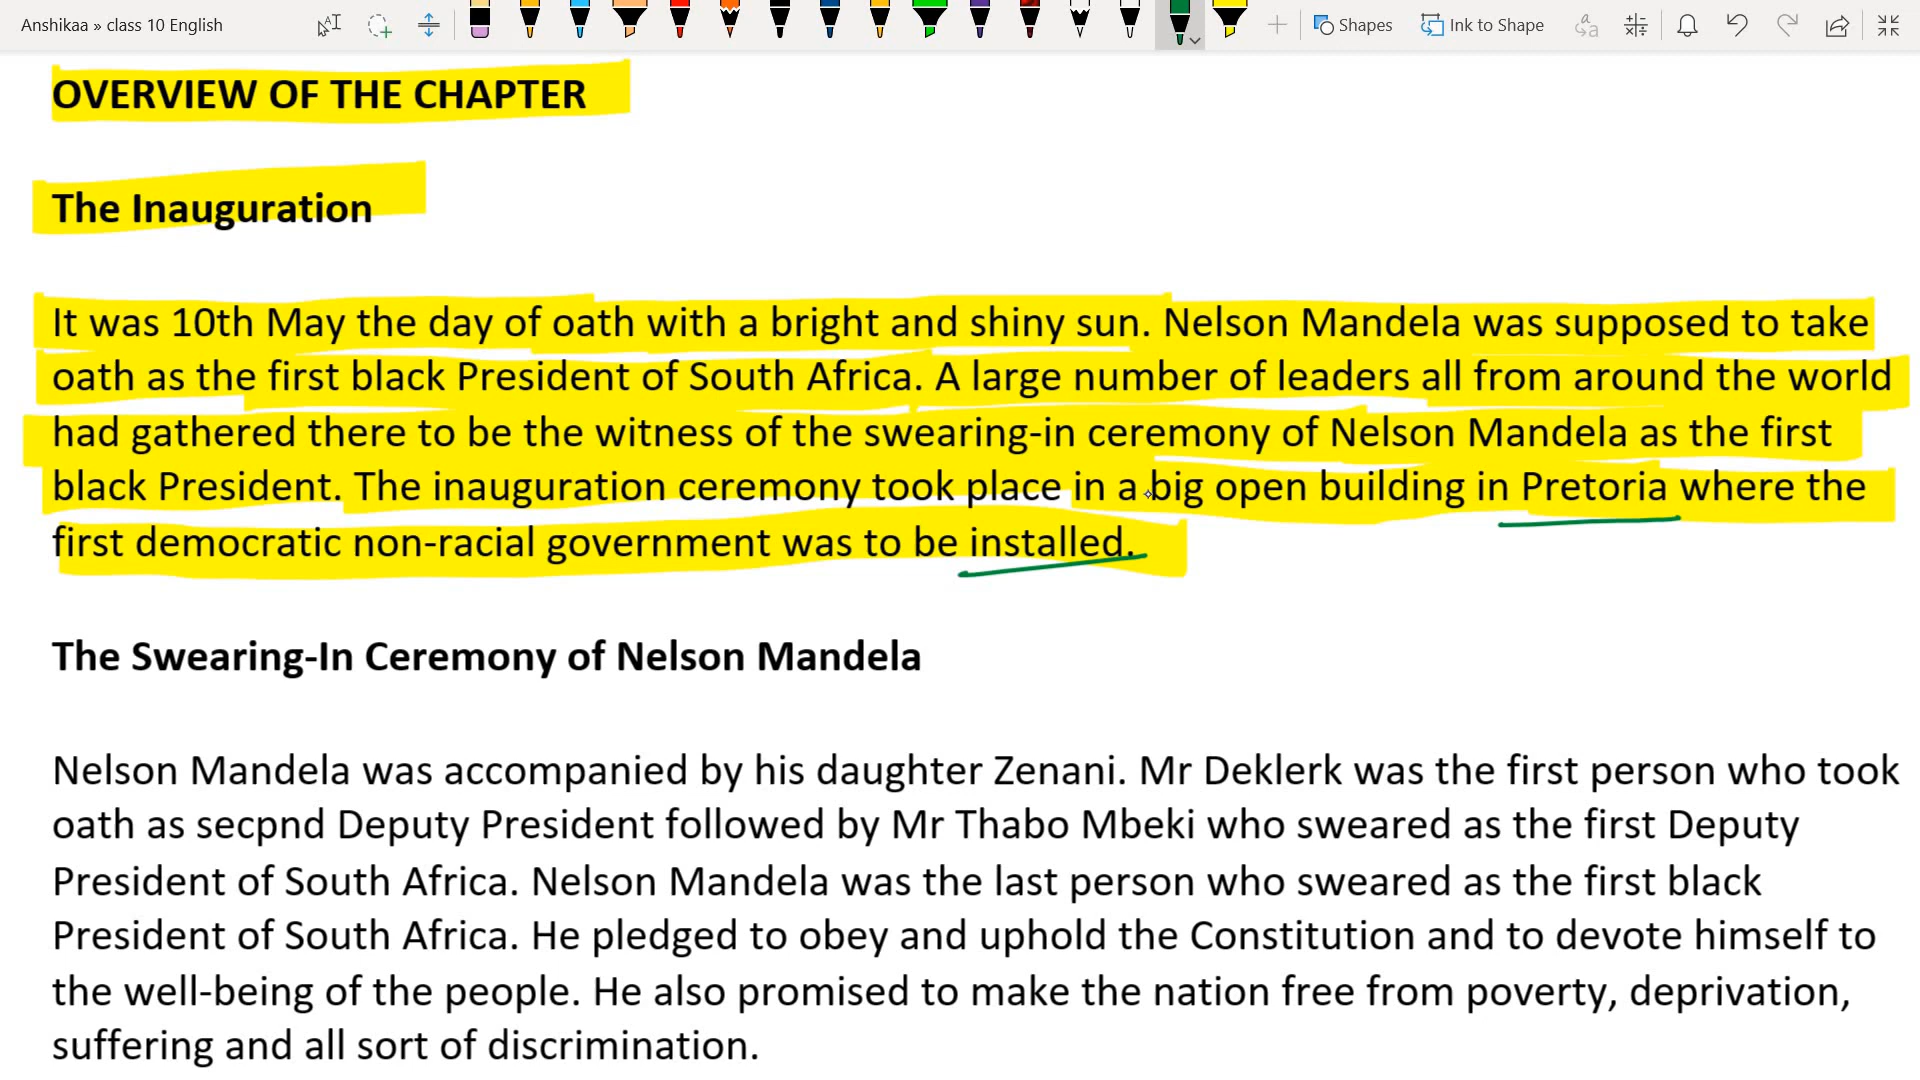 Anshikaa » class 10 English
Shapes
Ink to Shape
OVERVIEW OF THE CHAPTER
The Inauguration
It was 10th May the day of oath with a bright and shiny sun. Nelson Mandela was supposed to take
oath as the first black President of South Africa. A large number of leaders all from around the world
had gathered there to be the witness of the swearing-in ceremony of Nelson Mandela as the first
black President. The inauguration ceremony took place in a big open building in Pretoria where the
first democratic non-racial government was to be installed.
The Swearing-In Ceremony of Nelson Mandela
Nelson Mandela was accompanied by his daughter Zenani. Mr Deklerk was the first person who took
oath as secpnd Deputy President followed by Mr Thabo Mbeki who sweared as the first Deputy
President of South Africa. Nelson Mandela was the last person who sweared as the first black
President of South Africa. He pledged to obey and uphold the Constitution and to devote himself to
the well-being of the people. He also promised to make the nation free from poverty, deprivation,
suffering and all sort of discrimination.